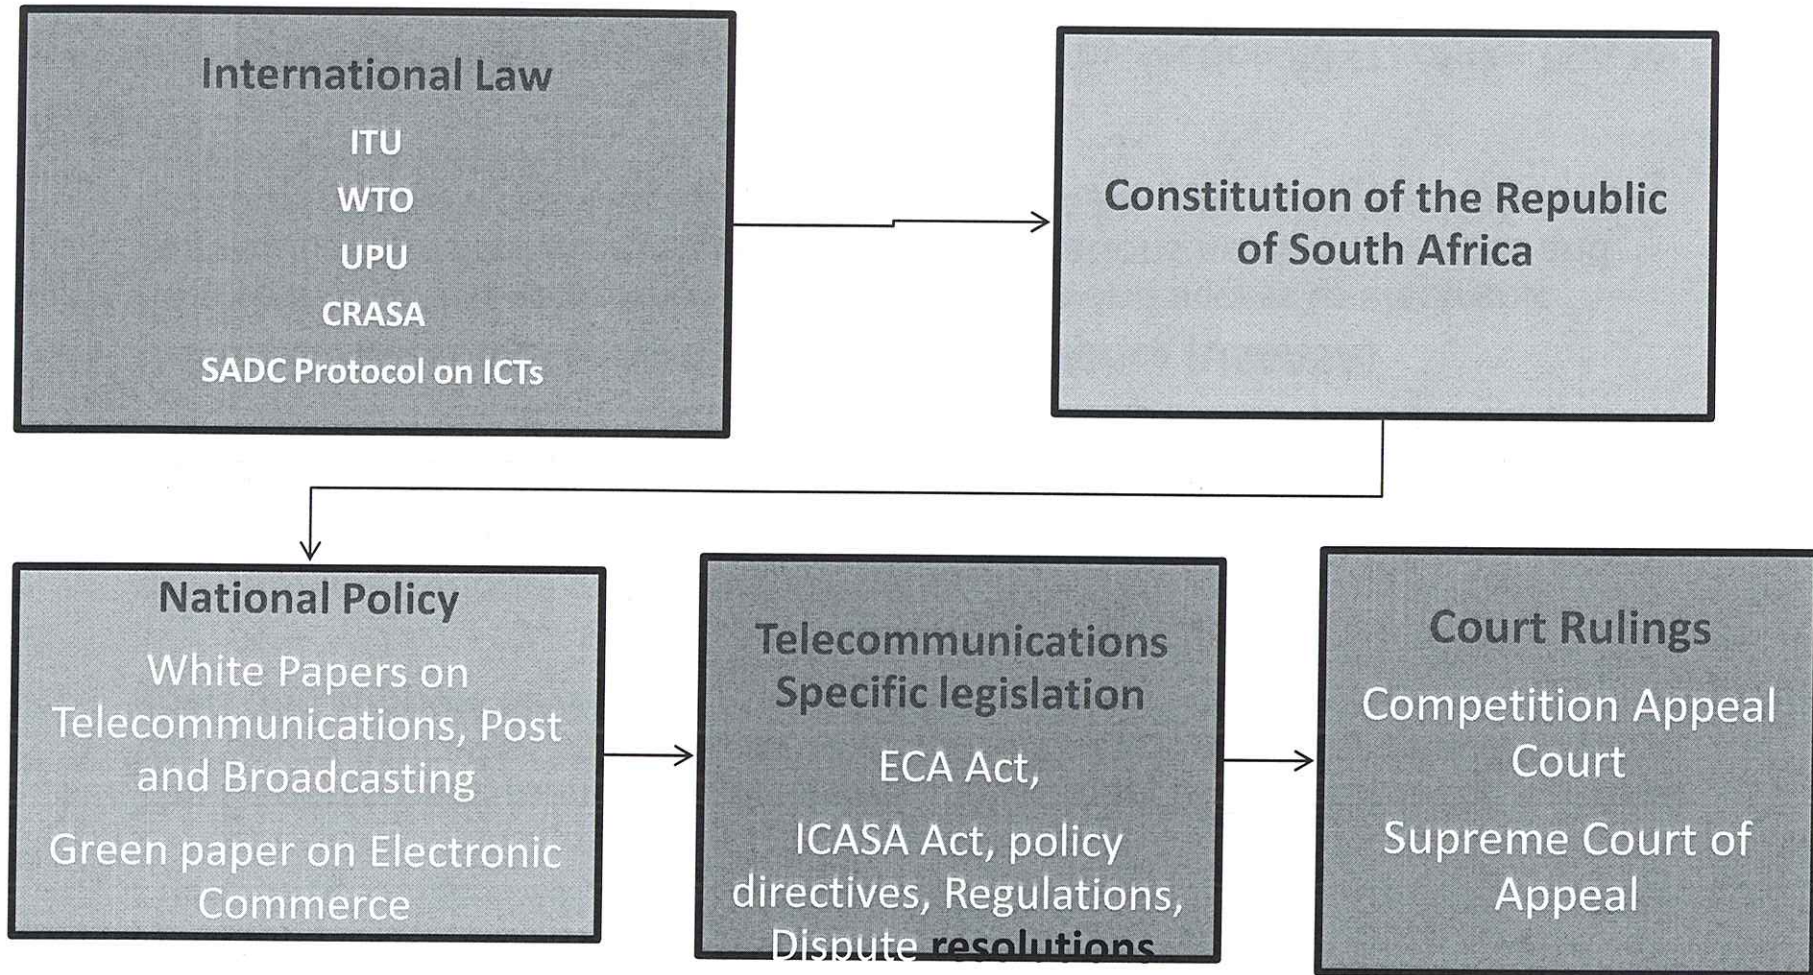 International Law
ITU
WTO
UPU
CRASA
SADC Protocol on ICTs
Constitution of the Republic
of South Africa
National Policy
White Papers on
Telecommunications, Post
and Broadcasting
Green paper on Electronic
Commerce
Telecommunications
Specific legislation
ECA Act,
ICASA Act, policy
directives, Regulations,
Dispute resolutions
Court Rulings
Competition Appeal
Court
Supreme Court of
Appeal